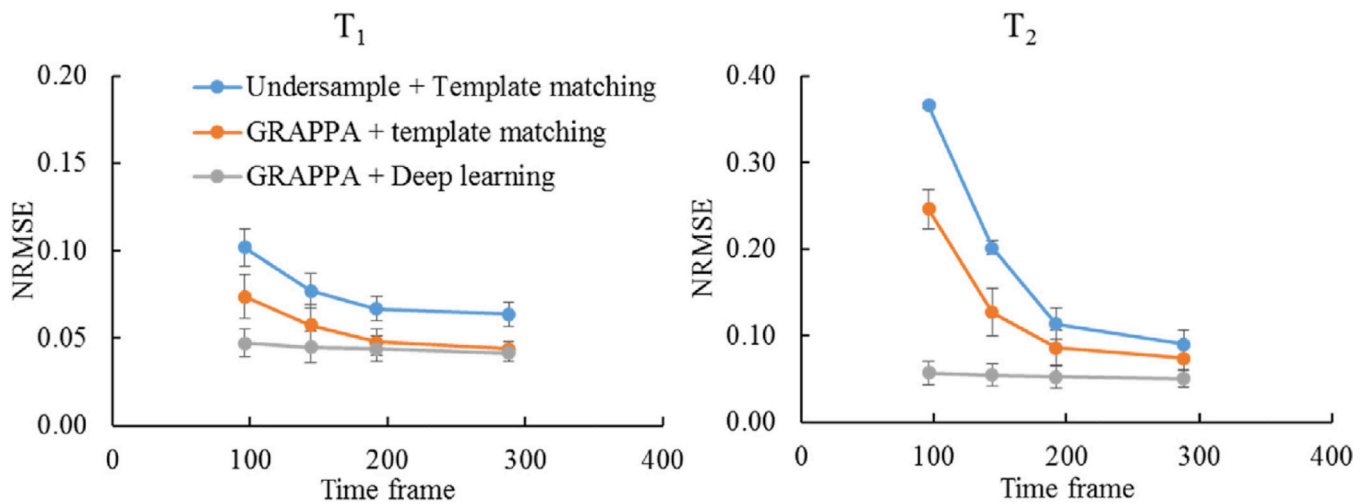 T1
0.20
0.15
0.10
0.05
0.00
NRMSE
Undersample + Template matching
GRAPPA + template matching
GRAPPA + Deep learning
0 100 200 300 400
Time frame
T2
0.40
0.30
0.20
0.10
0.00
NRMSE
0 100 200 300 400
Time frame